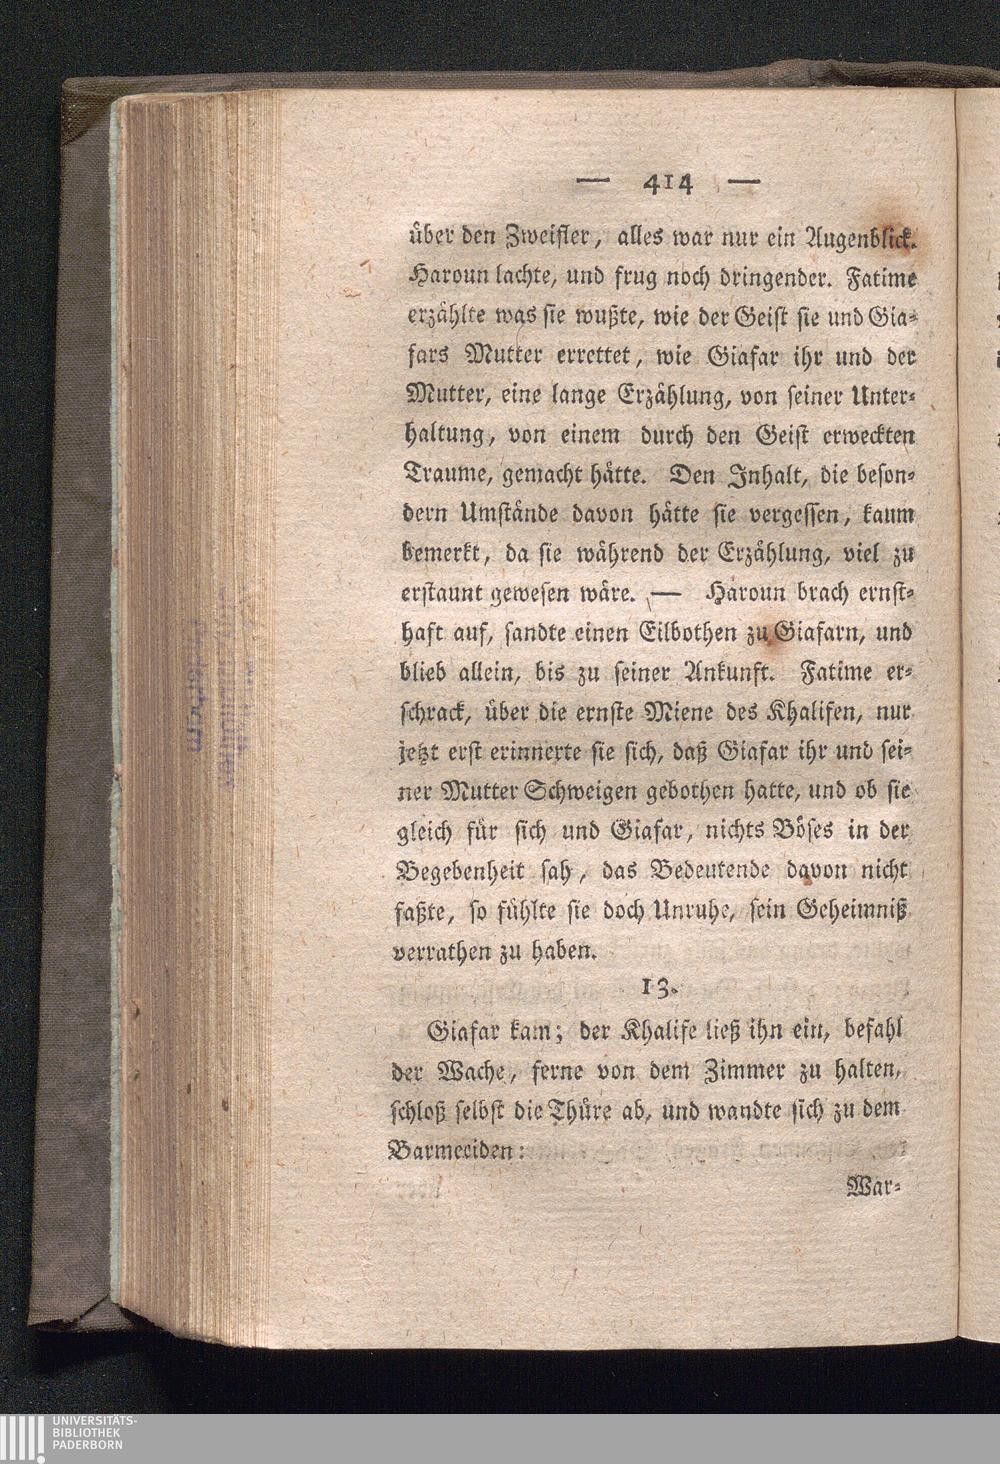 — 414 —
über den Zweifler, alles war nur ein Augenblick.
Haroun lachte, und frug noch dringender. Fatime
erzählte was sie wußte, wie der Geist sie und Gia-
fars Mutter errettet, wie Giafar ihr und der
Mutter, eine lange Erzählung, von seiner Unter-
haltung, von einem durch den Geist erweckten
Traume, gemacht hätte. Den Inhalt, die beson-
dern Umstände davon hätte sie vergessen, kaum
bemerkt, da sie während der Erzählung, viel zu
erstaunt gewesen wäre. — Haroun brach ernst-
haft auf, sandte einen Eilbothen zu Giafarn, und
blieb allein, bis zu seiner Ankunft. Fatime er-
schrack, über die ernste Miene des Khalifen, nur
jetzt erst erinnerte sie sich, daß Giafar ihr und sei-
ner Mutter Schweigen gebothen hatte, und ob sie
gleich für sich und Giafar, nichts Böses in der
Begebenheit sah, das Bedeutende davon nicht
faßte, so fühlte sie doch Unruhe, sein Geheimniß
verrathen zu haben.
13.
Giafar kam; der Khalife ließ ihn ein, befahl
der Wache, ferne von dem Zimmer zu halten,
schloß selbst die Thüre ab, und wandte sich zu dem
Barmeciden:
War-
UNIVERSITÄTS-
BIBLIOTHEK
PADERBORN